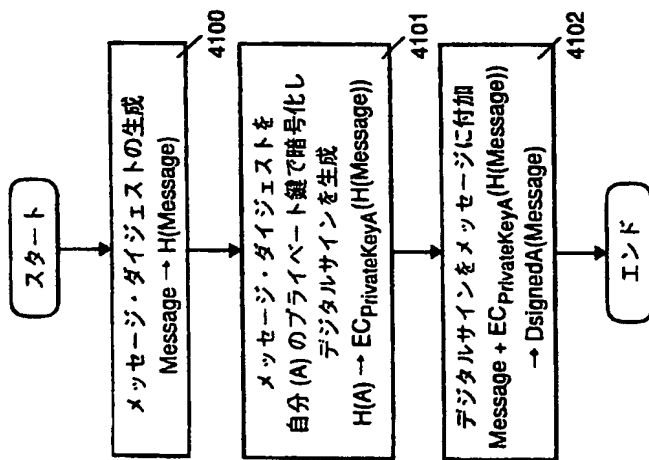 スタート
メッセージ・ダイジェストの生成
Message → H(Message)
4100
メッセージ・ダイジェストを
自分(A)のプライベート鍵で暗号化し
デジタルサインを生成
H(A) → ECPrivateKeyA(H(Message))
4101
デジタルサインをメッセージに付加
Message + ECPrivateKeyA(H(Message))
→ DsignedA(Message)
4102
エンド